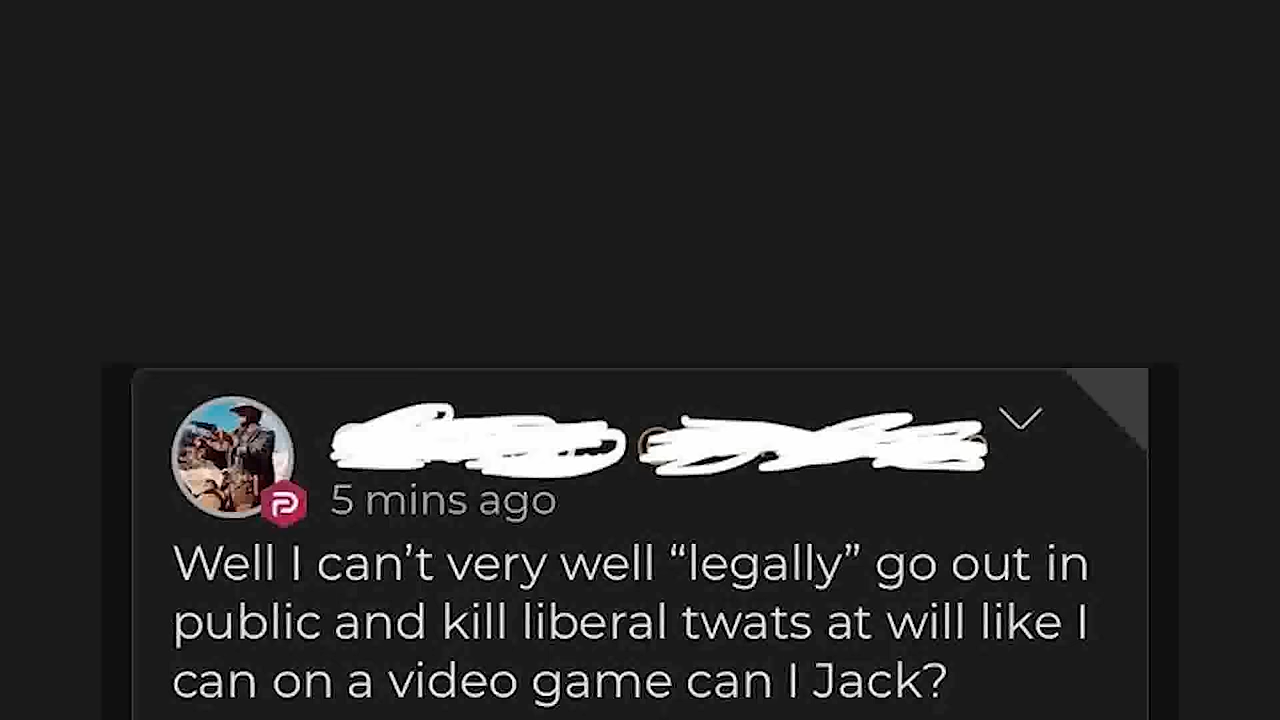 5 mins ago
Well I can’t very well “legally” go out in
public and kill liberal twats at will like I
can on a video game can I Jack?